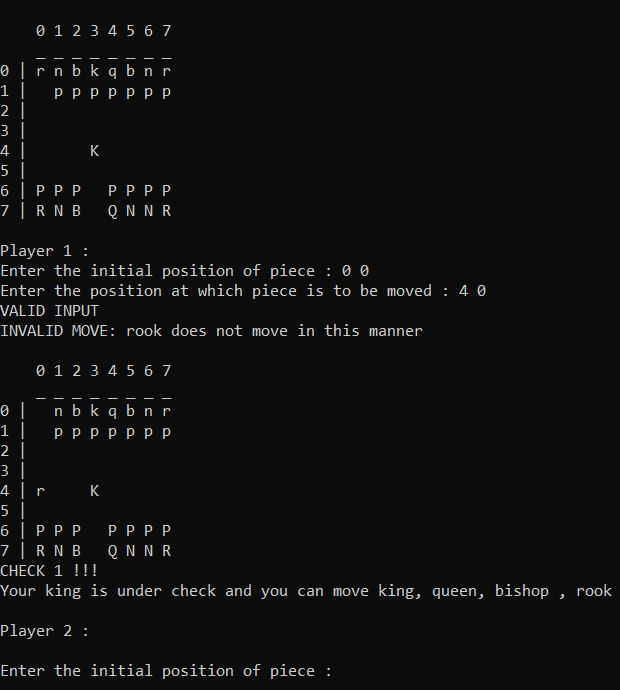 0 1 2 3 4 5 6 7
    _ _ _ _ _ _ _ _
0 | r n b k q b n r
1 |   p p p p p p p
2 |
3 |
4 |       K
5 |
6 | P P P   P P P P
7 | R N B   Q N N R
Player 1 :
Enter the initial position of piece : 0 0
Enter the position at which piece is to be moved : 4 0
VALID INPUT
INVALID MOVE: rook does not move in this manner
    0 1 2 3 4 5 6 7
    _ _ _ _ _ _ _ _
0 |   n b k q b n r
1 |   p p p p p p p
2 |
3 |
4 | r     K
5 |
6 | P P P   P P P P
7 | R N B   Q N N R
CHECK 1 !!!
Your king is under check and you can move king, queen, bishop , rook
Player 2 :
Enter the initial position of piece :